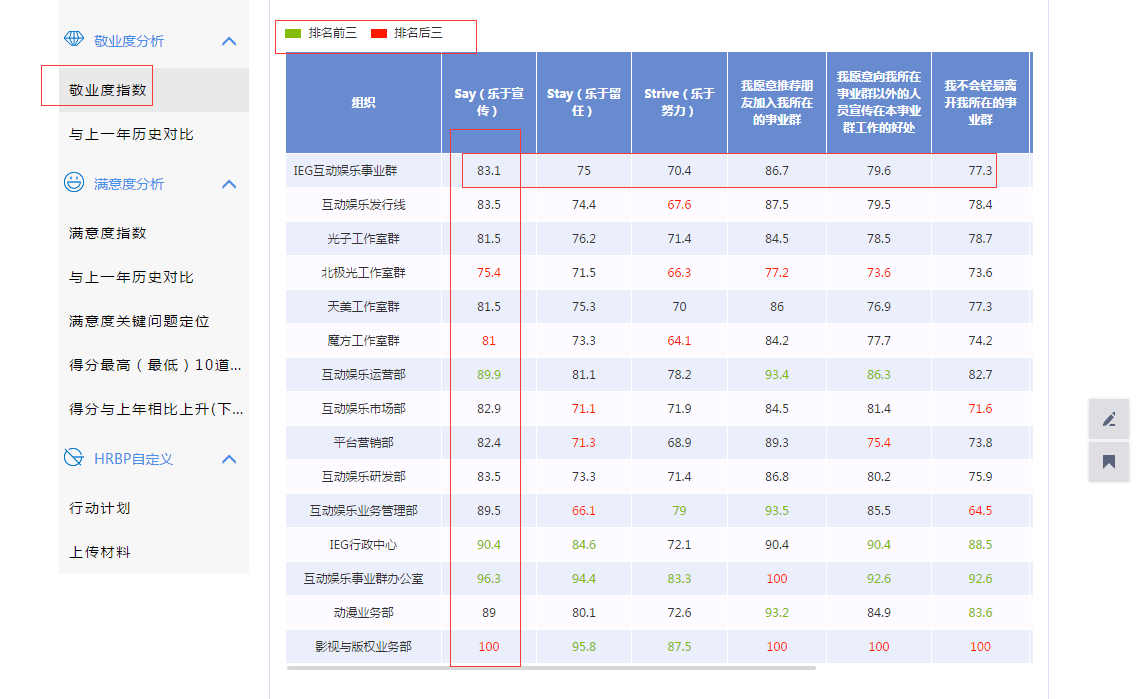 敬业度分析
敬业度指数
与上一年历史对比
满意度分析
满意度指数
与上一年历史对比
满意度关键问题定位
得分最高（最低）10道...
得分与上年相比上升(下...
HRBP自定义
行动计划
上传材料
排名前三 排名后三
组织
Say（乐于宣
传）
Stay（乐于留
任）
Strive（乐于
努力）
我愿意推荐朋
友加入我所在
的事业群
我愿意向我所在
事业群以外的人
员宣传在本事业
群工作的好处
我不会轻易离
开我所在的事
业群
IEG互动娱乐事业群 83.1 75 70.4 86.7 79.6 77.3
互动娱乐发行线 83.5 74.4 67.6 87.5 79.5 78.4
光子工作室群 81.5 76.2 71.4 84.5 78.5 78.7
北极光工作室群 75.4 71.5 66.3 77.2 73.6 73.6
天美工作室群 81.5 75.3 70 86 76.9 77.3
魔方工作室群 81 73.3 64.1 84.2 77.7 74.2
互动娱乐运营部 89.9 81.1 78.2 93.4 86.3 82.7
互动娱乐市场部 82.9 71.1 71.9 84.5 81.4 71.6
平台营销部 82.4 71.3 68.9 89.3 75.4 73.8
互动娱乐研发部 83.5 73.3 71.4 86.8 80.2 75.9
互动娱乐业务管理部 89.5 66.1 79 93.5 85.5 64.5
IEG行政中心 90.4 84.6 72.1 90.4 90.4 88.5
互动娱乐事业群办公室 96.3 94.4 83.3 100 92.6 92.6
动漫业务部 89 80.1 72.6 93.2 84.9 83.6
影视与版权业务部 100 95.8 87.5 100 100 100